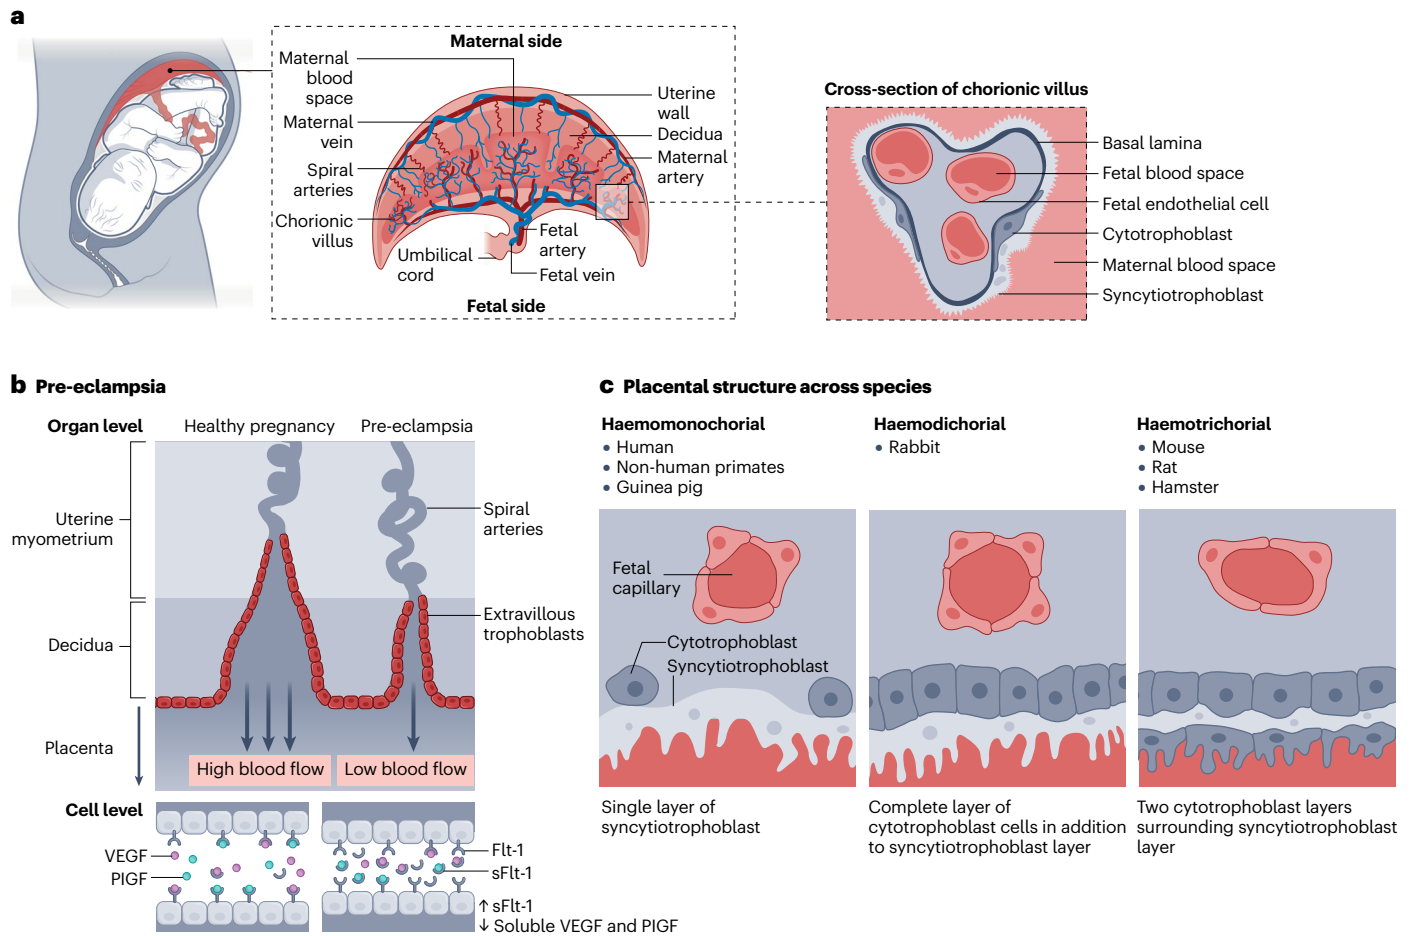 a
Maternal side
Maternal
blood
space
Maternal
vein
Spiral
arteries
Chorionic
villus
Umbilical
cord
Fetal
artery
Fetal vein
Uterine
wall
Decidua
Maternal
artery
Fetal side
Cross-section of chorionic villus
Basal lamina
Fetal blood space
Fetal endothelial cell
Cytotrophoblast
Maternal blood space
Syncytiotrophoblast
b Pre-eclampsia
Organ level
Healthy pregnancy
Pre-eclampsia
Uterine
myometrium
Spiral
arteries
Decidua
Extravillous
trophoblasts
Placenta
High blood flow
Low blood flow
Cell level
VEGF
PlGF
Flt-1
sFlt-1
↑ sFlt-1
↓ Soluble VEGF and PlGF
c Placental structure across species
Haemomonochorial
• Human
• Non-human primates
• Guinea pig
Fetal
capillary
Cytotrophoblast
Syncytiotrophoblast
Single layer of
syncytiotrophoblast
Haemodichorial
• Rabbit
Complete layer of
cytotrophoblast cells in addition
to syncytiotrophoblast layer
Haemotrichorial
• Mouse
• Rat
• Hamster
Two cytotrophoblast layers
surrounding syncytiotrophoblast
layer